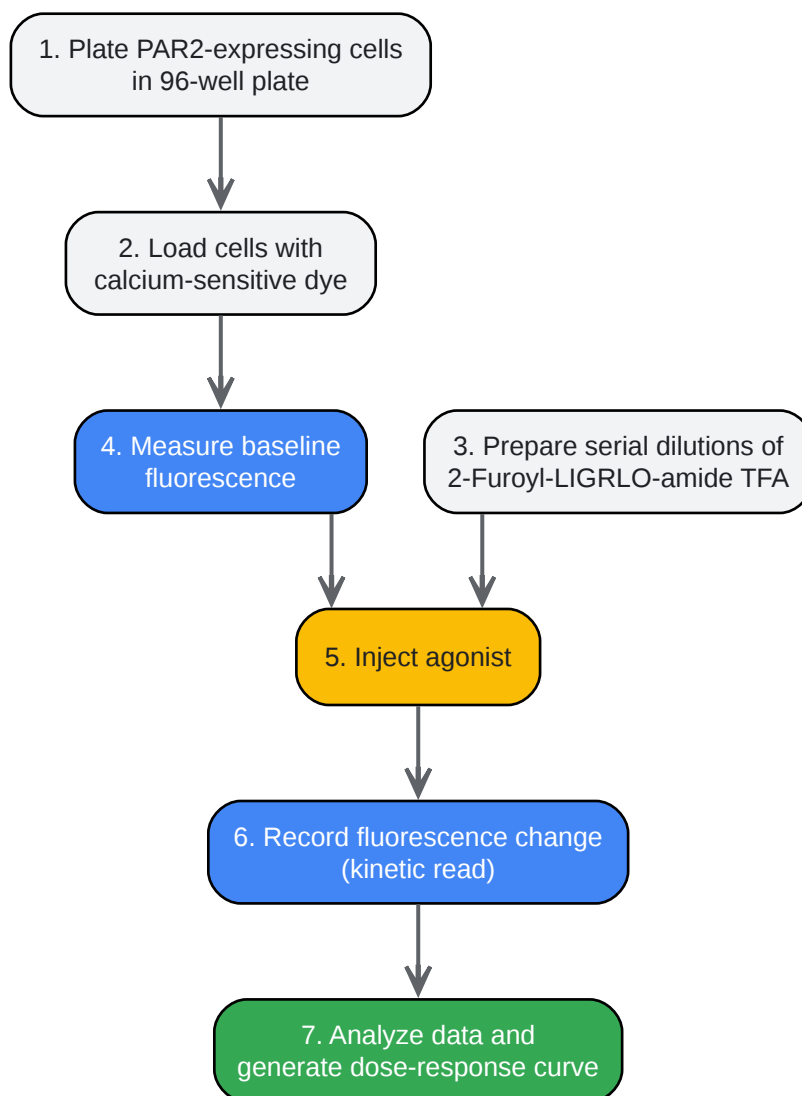 1. Plate PAR2-expressing cells
in 96-well plate
2. Load cells with
calcium-sensitive dye
4. Measure baseline
fluorescence
3. Prepare serial dilutions of
2-Furoyl-LIGRLO-amide TFA
5. Inject agonist
6. Record fluorescence change
(kinetic read)
7. Analyze data and
generate dose-response curve